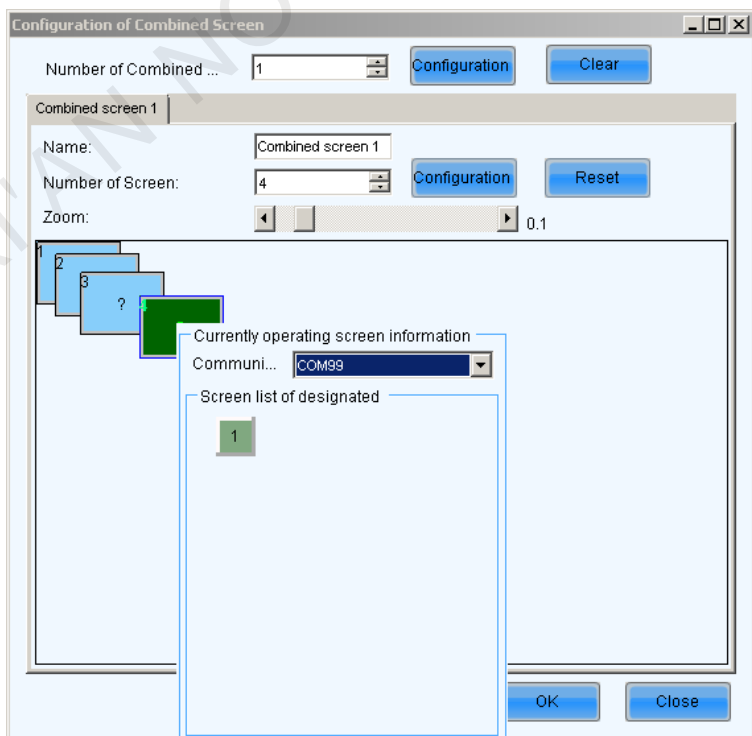 Configuration of Combined Screen
Number of Combined ... 1 Configuration Clear
Combined screen 1
Name: Combined screen 1
Number of Screen: 4 Configuration Reset
Zoom: 0.1
1
2
3
?
4
Currently operating screen information
Communi... COM99
Screen list of designated
1
OK Close